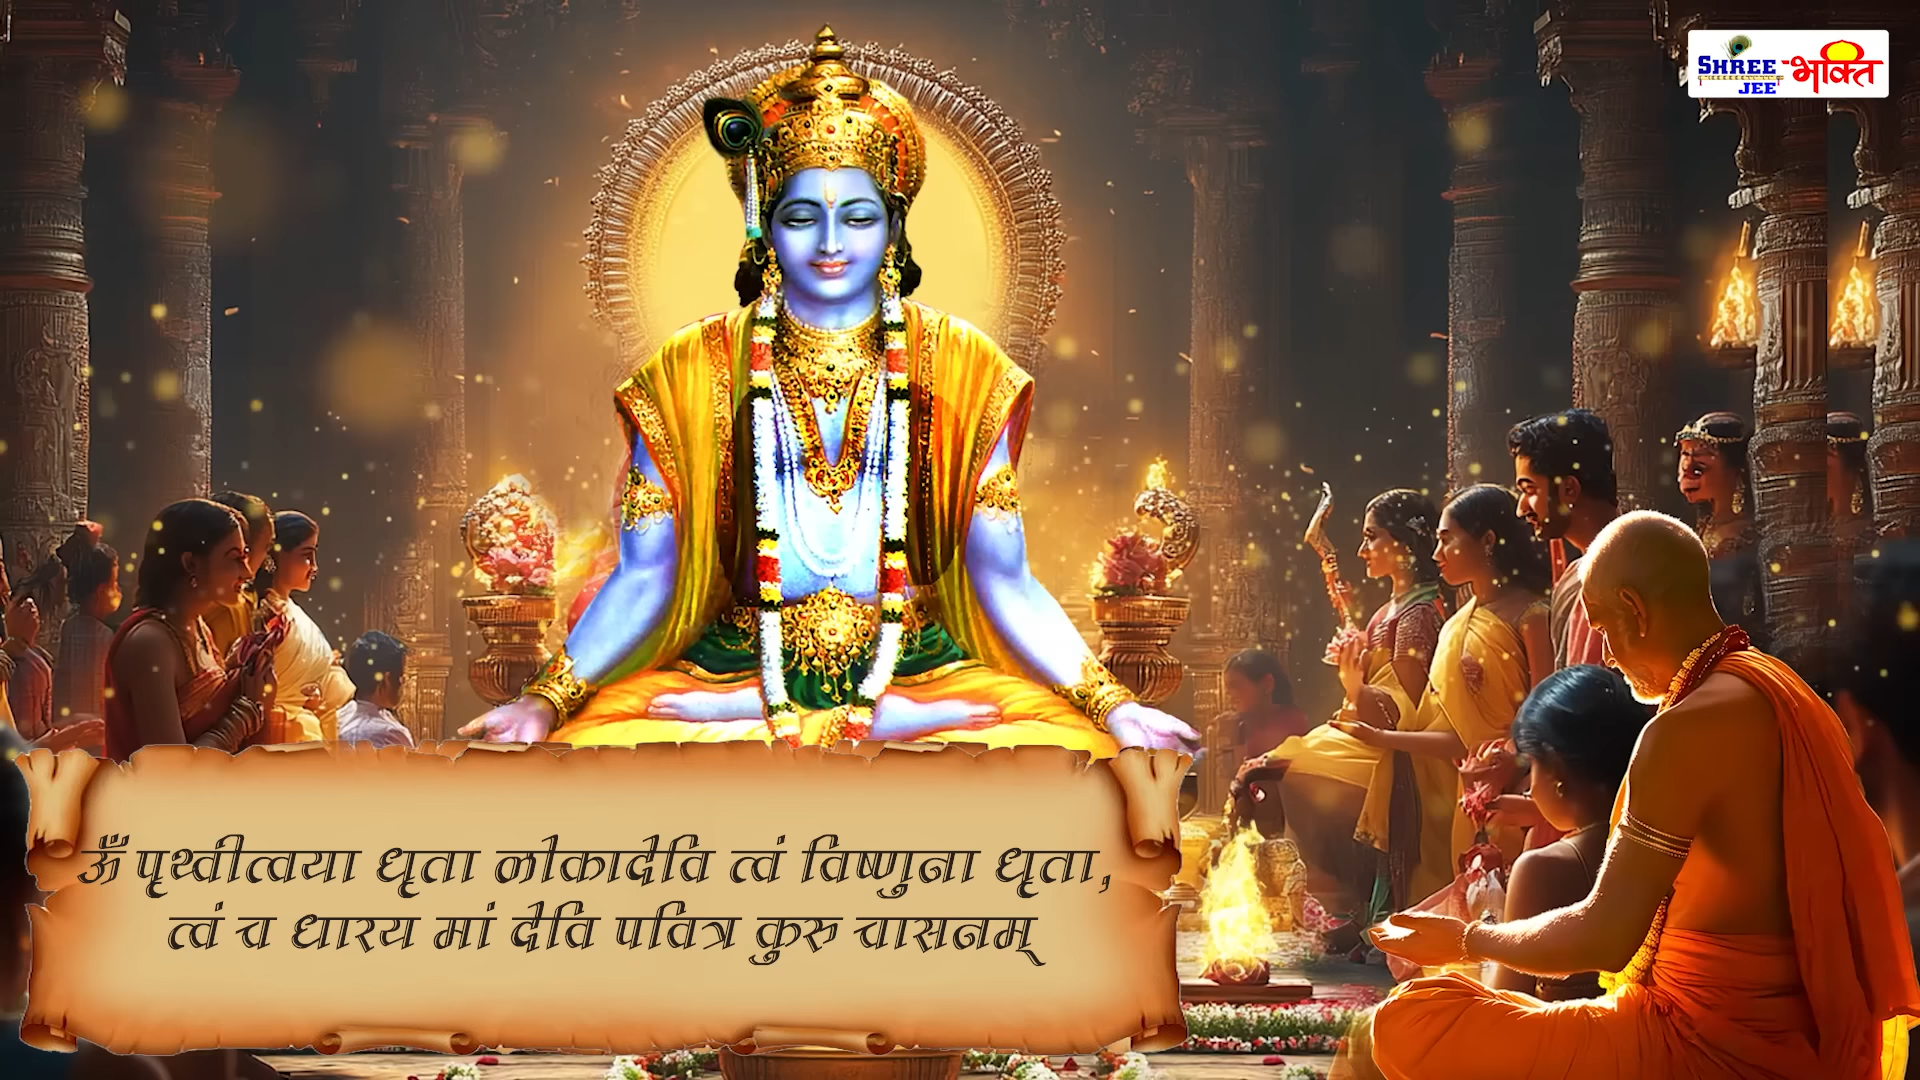 SHREE JEE भक्ति
ॐ पृथ्वीत्वया धृता लोकादेवि त्वं विष्णुना धृता,
त्वं च धारय मां देवि पवित्र कुरु चासनम्